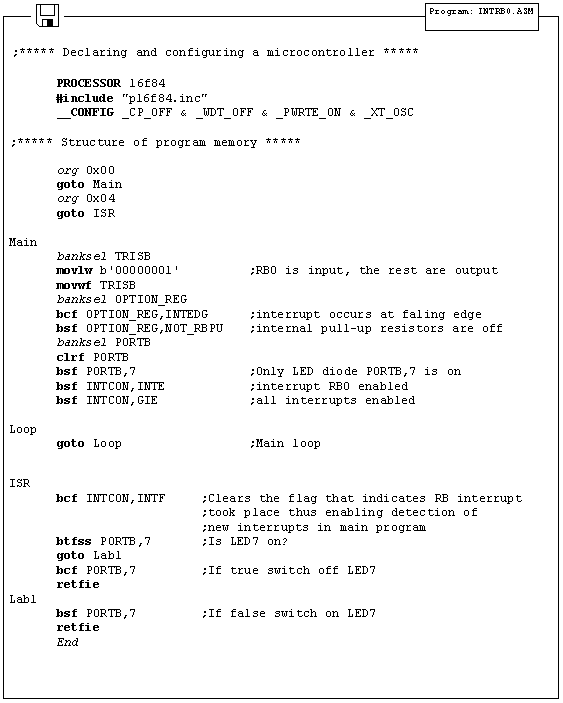 Program: INTRB0.ASM
;***** Declaring and configuring a microcontroller *****
PROCESSOR 16f84
#include "p16f84.inc"
__CONFIG _CP_OFF & _WDT_OFF & _PWRTE_ON & _XT_OSC
;***** Structure of program memory *****
org 0x00
goto Main
org 0x04
goto ISR
Main
banksel TRISB
movlw b'00000001' ;RB0 is input, the rest are output
movwf TRISB
banksel OPTION_REG
bcf OPTION_REG,INTEDG ;interrupt occurs at faling edge
bsf OPTION_REG,NOT_RBPU ;internal pull-up resistors are off
banksel PORTB
clrf PORTB
bsf PORTB,7 ;Only LED diode PORTB,7 is on
bsf INTCON,INTE ;interrupt RB0 enabled
bsf INTCON,GIE ;all interrupts enabled
Loop
goto Loop ;Main loop
ISR
bcf INTCON,INTF ;Clears the flag that indicates RB interrupt
;took place thus enabling detection of
;new interrupts in main program
btfss PORTB,7 ;Is LED7 on?
goto Lab1
bcf PORTB,7 ;If true switch off LED7
retfie
Lab1
bsf PORTB,7 ;If false switch on LED7
retfie
End